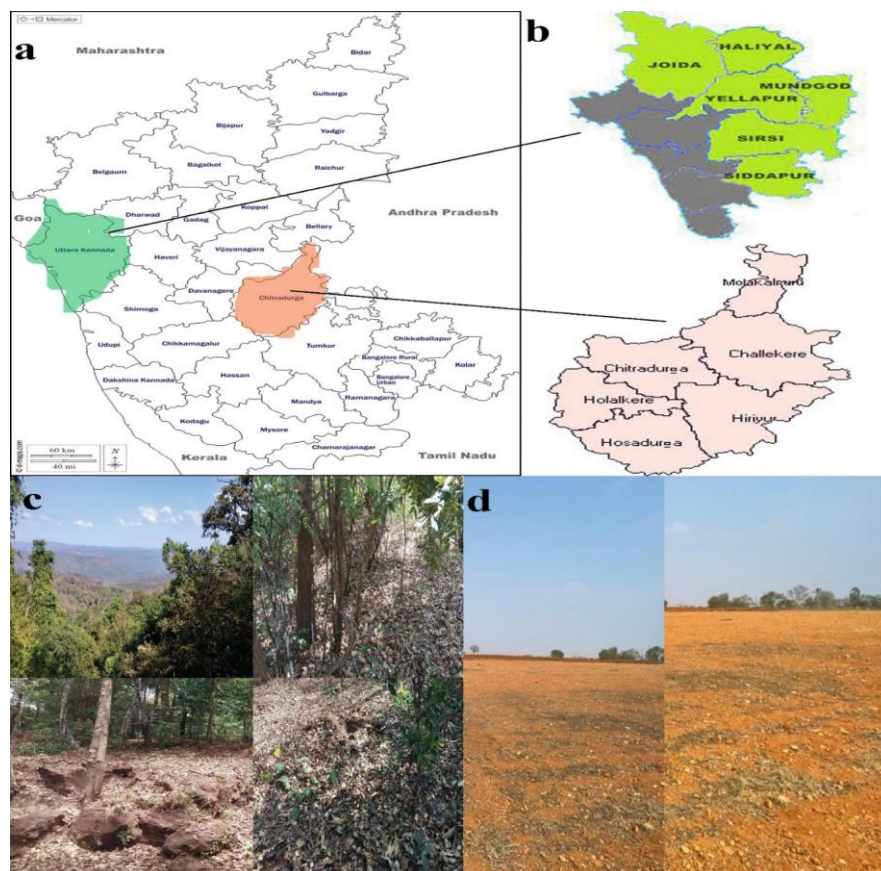 Mercator
a
Maharashtra
Bidar
Gulbarga
Bijapur
Yadgir
Bagalkot
Raichur
Belgaum
Koppal
Goa
Dharwad
Gadag
Andhra Pradesh
Bellary
Uttara Kannada
Haveri
Vijayanagara
Davanagere
Chitradurga
Shimoga
Udupi
Chikkamagalur
Tumkur
Chikkaballapur
Bangalore Rural
Kolar
Dakshina Kannada
Hassan
Bangalore
Urban
Mandya
Ramanagara
Kodagu
Mysore
Chamarajanagar
60 km
40 mi
N
Kerala
Tamil Nadu
© d-maps.com
b
HALIYAL
JOIDA
MUNDGOD
YELLAPUR
SIRSI
SIDDAPUR
Molakalmuru
Challekere
Chitradurga
Holalkere
Hiriyur
Hosadurga
c
d